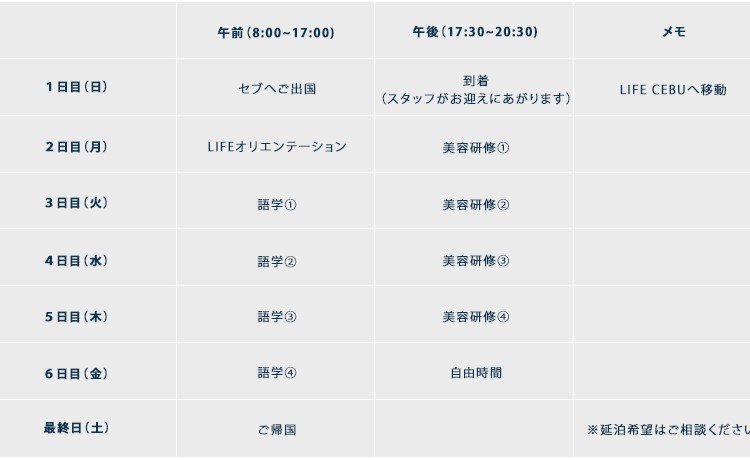 午前（8:00~17:00）
午後（17:30~20:30）
メモ
1日目（日）
セブへご出国
到着
（スタッフがお迎えにあがります）
LIFE CEBUへ移動
2日目（月）
LIFEオリエンテーション
美容研修①
3日目（火）
語学①
美容研修②
4日目（水）
語学②
美容研修③
5日目（木）
語学③
美容研修④
6日目（金）
語学④
自由時間
最終日（土）
ご帰国
※延泊希望はご相談ください